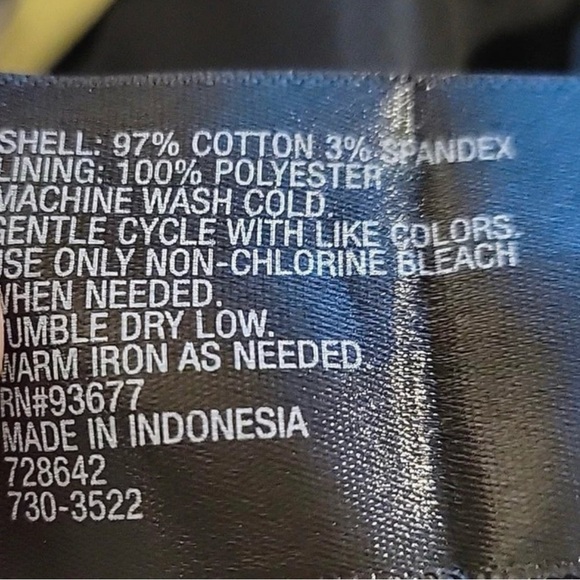 SHELL: 97% COTTON 3% SPANDEX
LINING: 100% POLYESTER
MACHINE WASH COLD.
GENTLE CYCLE WITH LIKE COLORS.
USE ONLY NON-CHLORINE BLEACH
WHEN NEEDED.
TUMBLE DRY LOW.
WARM IRON AS NEEDED.
RN#93677
MADE IN INDONESIA
728642
730-3522